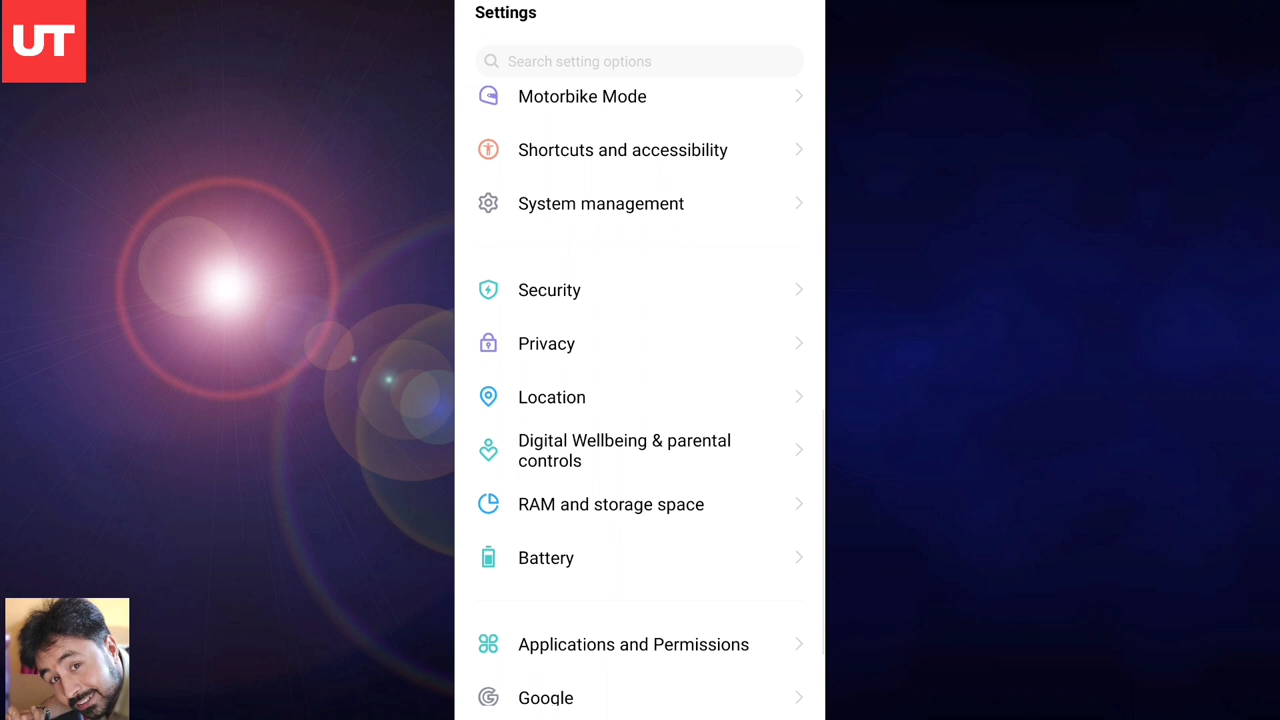 UT
Settings
Search setting options
Motorbike Mode
Shortcuts and accessibility
System management
Security
Privacy
Location
Digital Wellbeing & parental
controls
RAM and storage space
Battery
Applications and Permissions
Google